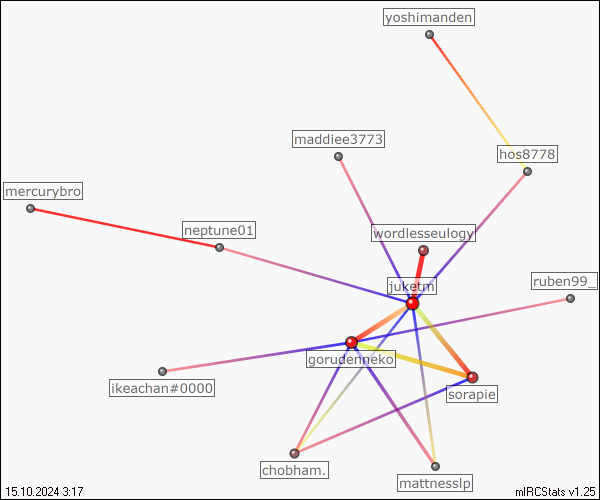 yoshimanden
maddiee3773
hos8778
mercurybro
neptune01
wordlesseulogy
juketm
ruben99_
gorudenneko
ikeachan#0000
sorapie
chobham.
mattnesslp
15.10.2024 3:17
mIRCStats v1.25